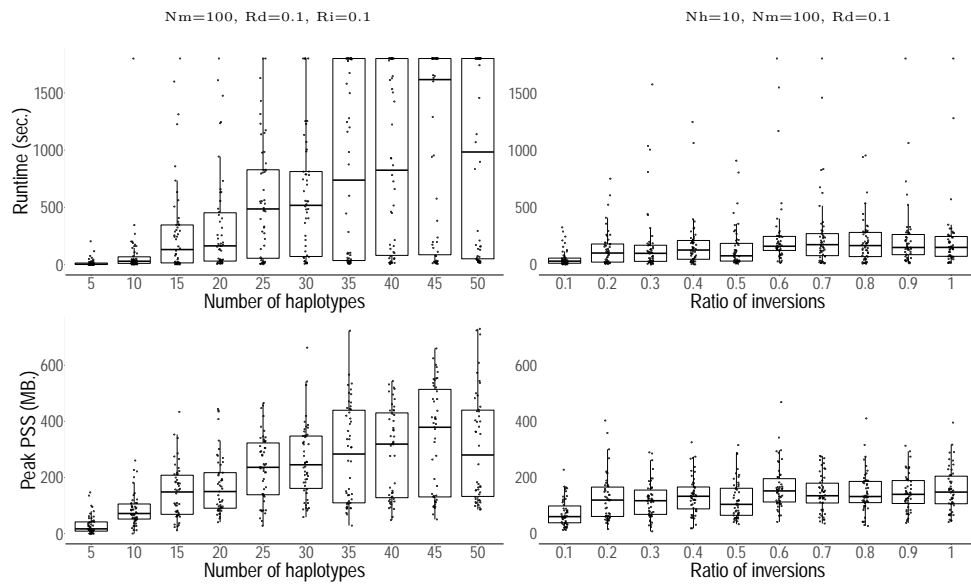 Nm=100, Rd=0.1, Ri=0.1
Nh=10, Nm=100, Rd=0.1
Runtime (sec.)
1500
1000
500
0
5 10 15 20 25 30 35 40 45 50
Number of haplotypes
1500
1000
500
0
0.1 0.2 0.3 0.4 0.5 0.6 0.7 0.8 0.9 1
Ratio of inversions
Peak PSS (MB.)
600
400
200
0
5 10 15 20 25 30 35 40 45 50
Number of haplotypes
600
400
200
0
0.1 0.2 0.3 0.4 0.5 0.6 0.7 0.8 0.9 1
Ratio of inversions